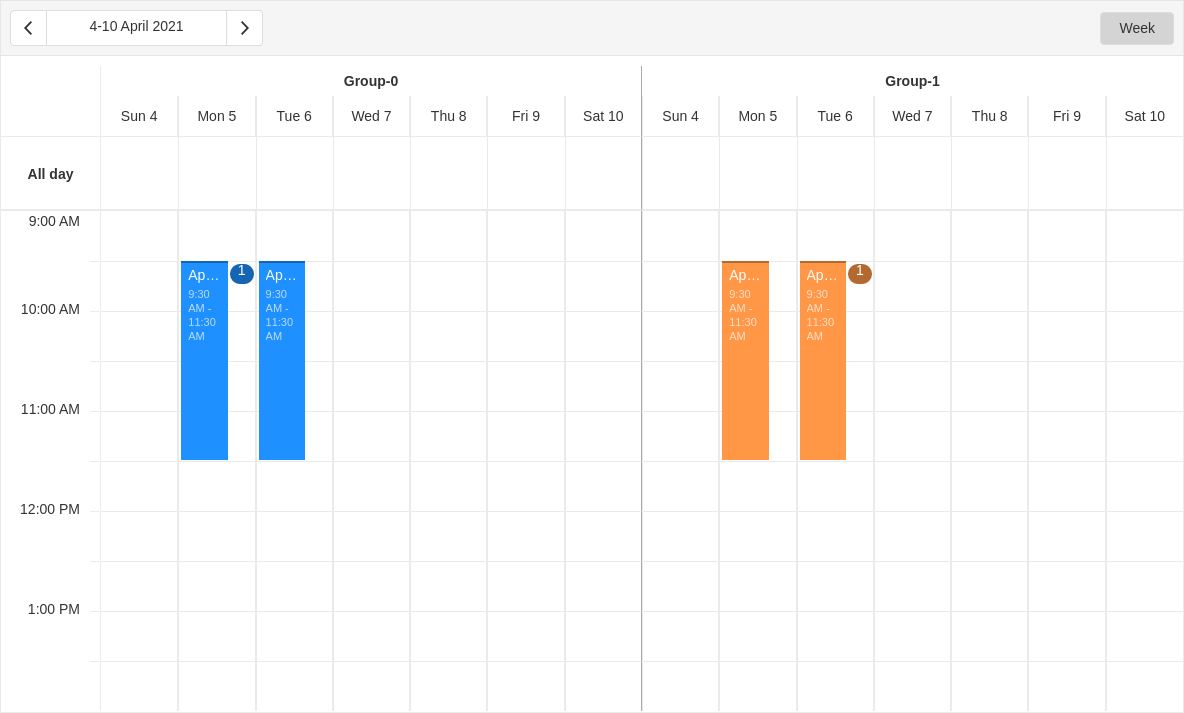 4-10 April 2021
Week
Group-0
Group-1
Sun 4 Mon 5 Tue 6 Wed 7 Thu 8 Fri 9 Sat 10 Sun 4 Mon 5 Tue 6 Wed 7 Thu 8 Fri 9 Sat 10
All day
9:00 AM
10:00 AM
11:00 AM
12:00 PM
1:00 PM
Ap...
9:30
AM -
11:30
AM
1
Ap...
9:30
AM -
11:30
AM
Ap...
9:30
AM -
11:30
AM
Ap...
9:30
AM -
11:30
AM
1